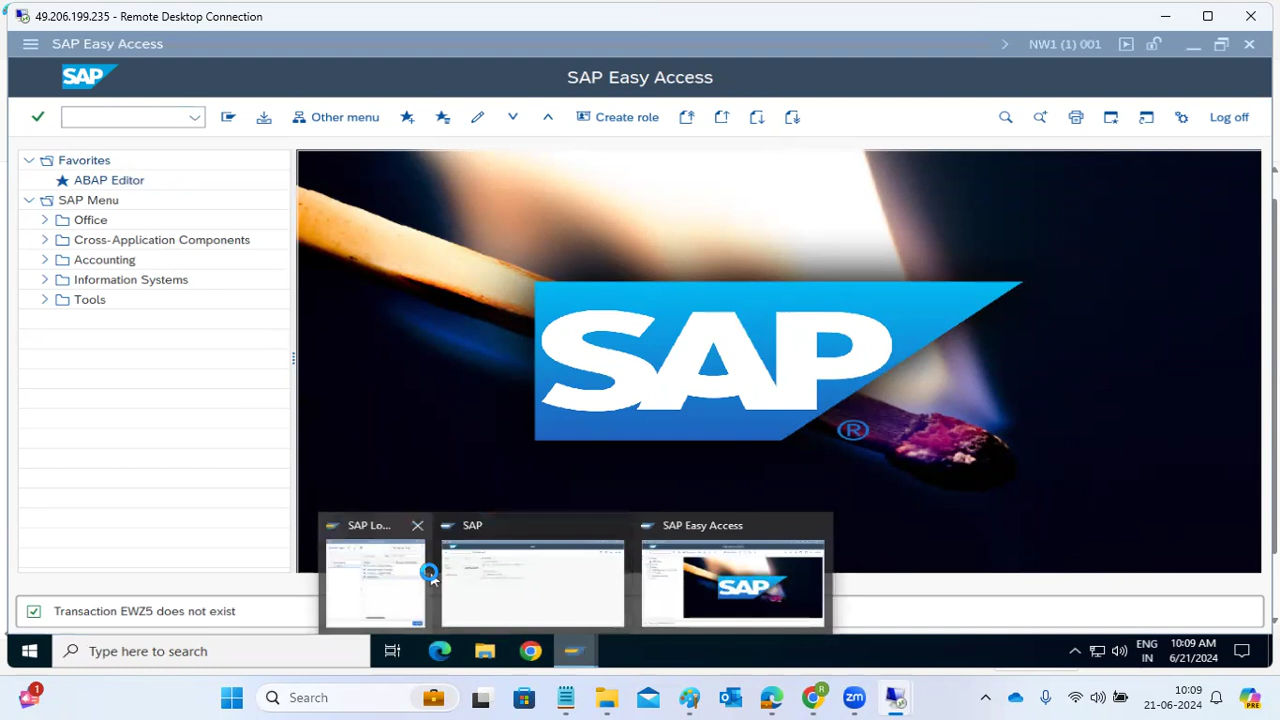 49.206.199.235 - Remote Desktop Connection
SAP Easy Access
NW1 (1) 001
SAP
SAP Easy Access
Other menu
Create role
Log off
Favorites
ABAP Editor
SAP Menu
Office
Cross-Application Components
Accounting
Information Systems
Tools
SAP
®
SAP Lo...
SAP
SAP Easy Access
SAP
Transaction EWZ5 does not exist
Type here to search
ENG
IN
10:09 AM
6/21/2024
1
Search
zm
R
10:09
21-06-2024
PRE